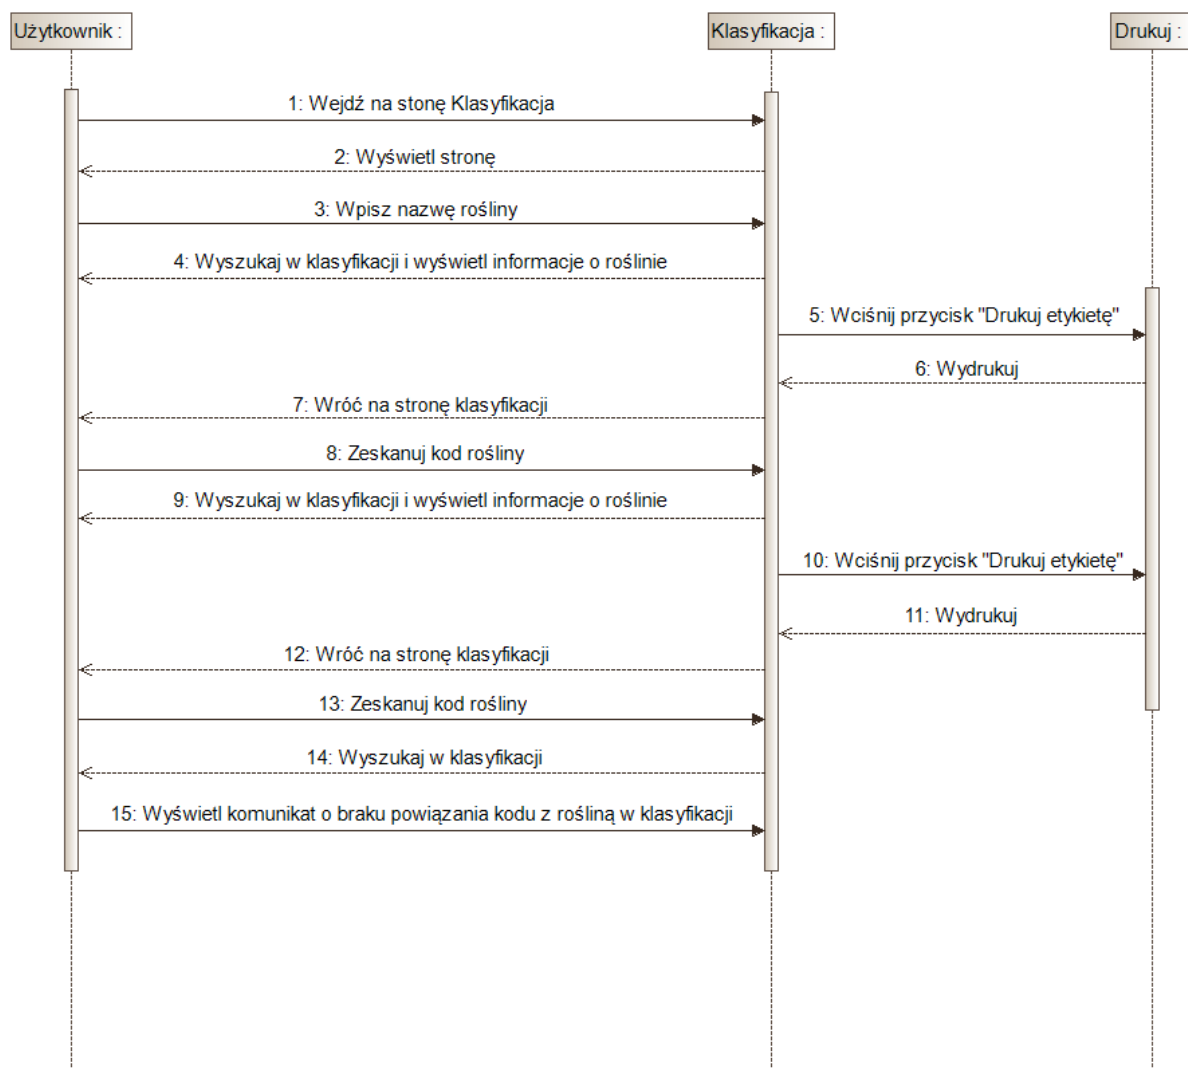 Użytkownik :
Klasyfikacja :
Drukuj :
1: Wejdź na stonę Klasyfikacja
2: Wyświetl stronę
3: Wpisz nazwę rośliny
4: Wyszukaj w klasyfikacji i wyświetl informacje o roślinie
5: Wciśnij przycisk "Drukuj etykietę"
6: Wydrukuj
7: Wróć na stronę klasyfikacji
8: Zeskanuj kod rośliny
9: Wyszukaj w klasyfikacji i wyświetl informacje o roślinie
10: Wciśnij przycisk "Drukuj etykietę"
11: Wydrukuj
12: Wróć na stronę klasyfikacji
13: Zeskanuj kod rośliny
14: Wyszukaj w klasyfikacji
15: Wyświetl komunikat o braku powiązania kodu z rośliną w klasyfikacji